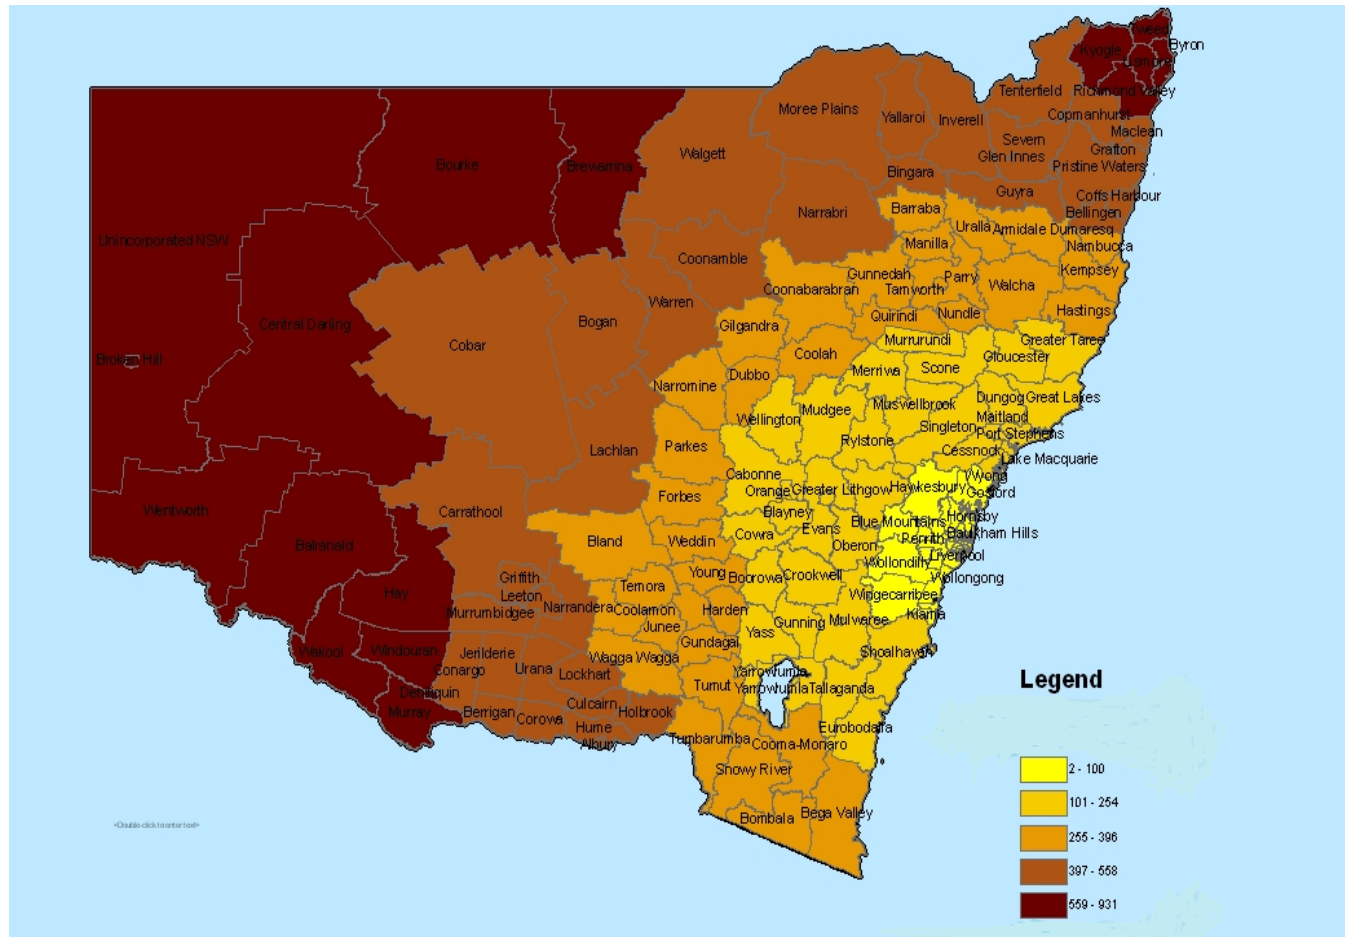 Tweed
Byron
Kyogle
Lismore
Richmond Valley
Tenterfield
Copmanhurst
Moree Plains
Yallaroi
Inverell
Maclean
Severn
Grafton
Glen Innes
Pristine Waters
Walgett
Bourke
Brewarrina
Bingara
Guyra
Coffs Harbour
Bellingen
Narrabri
Barraba
Uralla
Armidale Dumaresq
Nambucca
Manilla
Unincorporated NSW
Coonamble
Gunnedah
Parry
Kempsey
Coonabarabran
Tamworth
Walcha
Warren
Hastings
Quirindi
Nundle
Central Darling
Bogan
Gilgandra
Cobar
Murrurundi
Greater Taree
Coolah
Gloucester
Broken Hill
Merriwa
Scone
Dubbo
Narromine
Dungog
Great Lakes
Mudgee
Muswellbrook
Wellington
Maitland
Singleton
Port Stephens
Rylstone
Parkes
Lachlan
Cessnock
Lake Macquarie
Cabonne
Wyong
Orange
Greater Lithgow
Hawkesbury
Gosford
Forbes
Wentworth
Carrathool
Blayney
Hornsby
Blue Mountains
Evans
Cowra
Baukham Hills
Bland
Weddin
Penrith
Balranald
Oberon
Liverpool
Wollondilly
Young
Boorowa
Crookwell
Wollongong
Griffith
Temora
Hay
Leeton
Wingecarribee
Narrandera
Coolamon
Harden
Murrumbidgee
Kiama
Junee
Gunning
Mulwaree
Yass
Gundagai
Wakool
Windouran
Jerilderie
Shoalhaven
Wagga Wagga
Conargo
Urana
Lockhart
Yarrowlumla
Tumut
Yarrowlumla
Tallaganda
Deniliquin
Murray
Berrigan
Culcairn
Corowa
Holbrook
Hume
Eurobodalla
Albury
Tumbarumba
Cooma-Monaro
Snowy River
Bombala
Bega Valley
Legend
2 - 100
101 - 254
255 - 396
397 - 558
559 - 931
<Double-click to enter text>